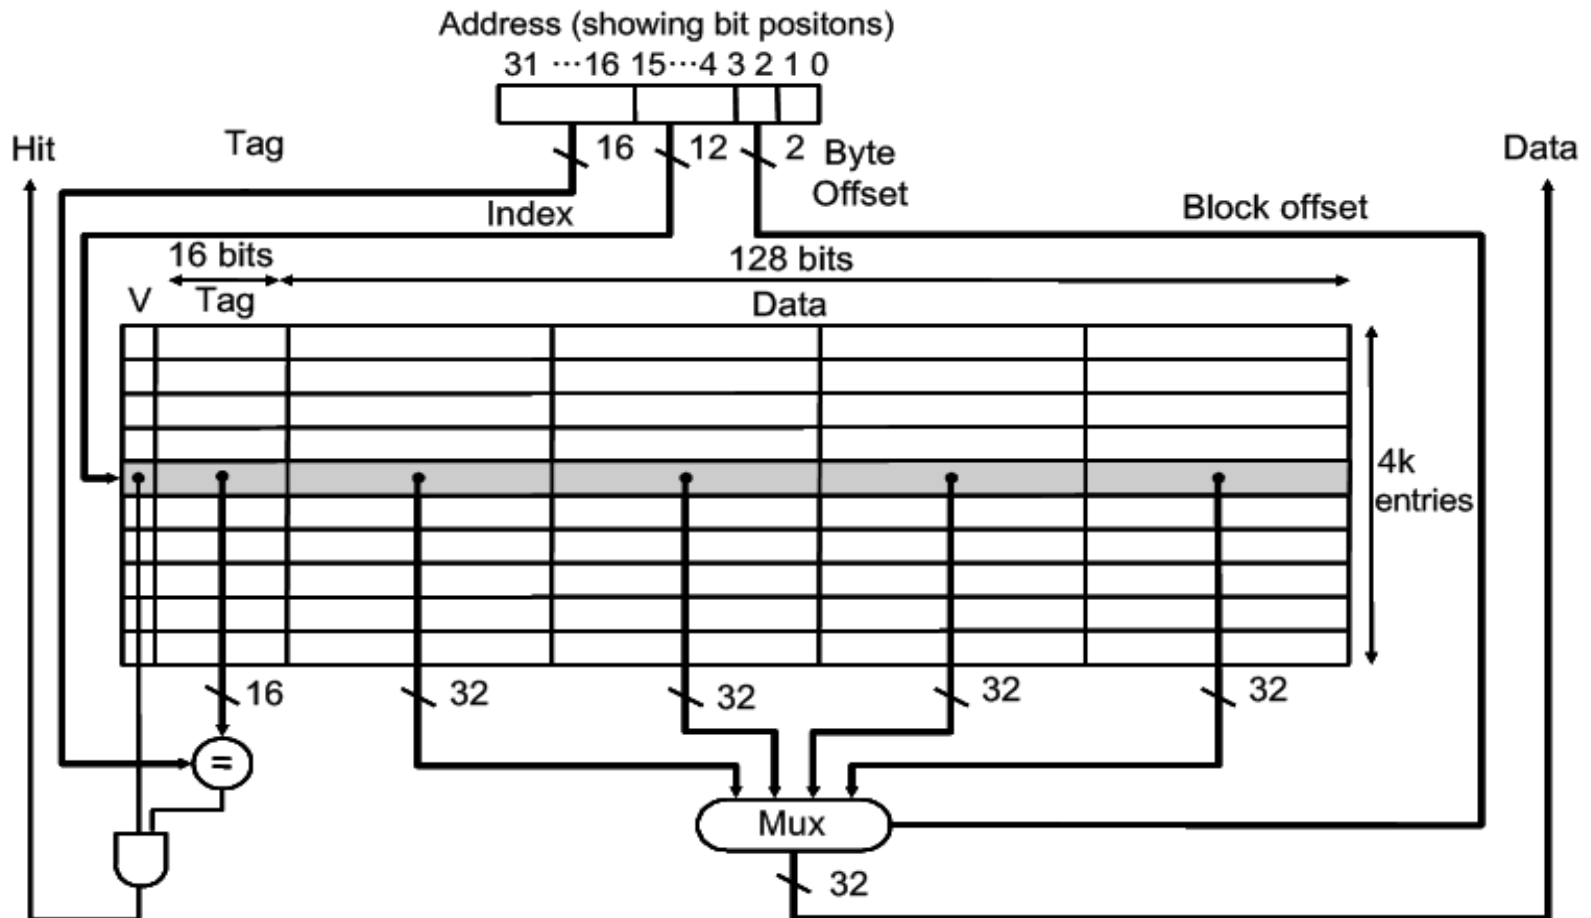 Address (showing bit positons)
31 ···16 15···4 3 2 1 0
Hit
Tag
16
12
2
Byte
Offset
Data
Index
Block offset
16 bits
128 bits
V
Tag
Data
4k
entries
16
32
32
32
32
=
Mux
32